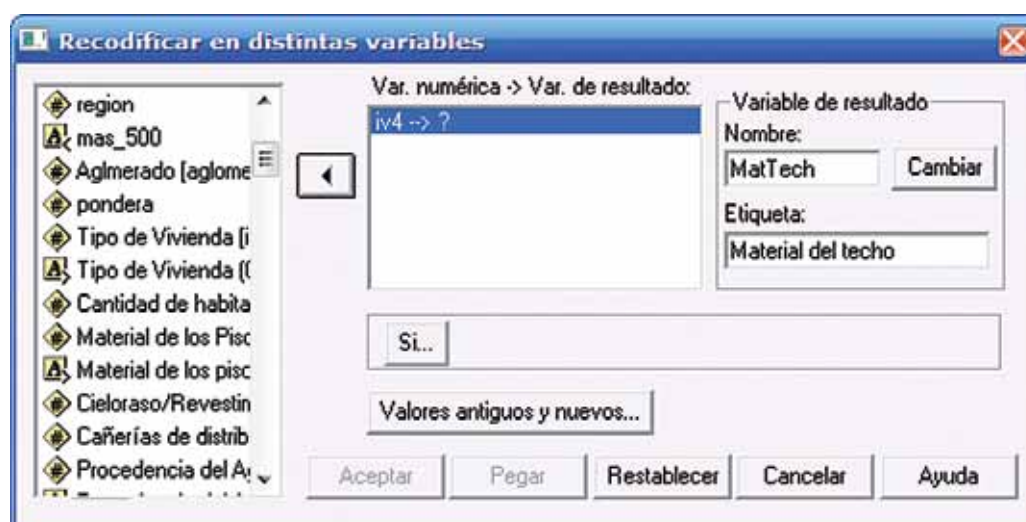 Recodificar en distintas variables
region
mas_500
Aglmerado [aglome
pondera
Tipo de Vivienda [i
Tipo de Vivienda ((
Cantidad de habita
Material de los Pisc
Material de los pisc
Cieloraso/Revestin
Cañerías de distrib
Procedencia del A
Var. numérica -> Var. de resultado:
iv4 --> ?
Variable de resultado
Nombre:
MatTech
Cambiar
Etiqueta:
Material del techo
Si...
Valores antiguos y nuevos...
Aceptar
Pegar
Restablecer
Cancelar
Ayuda